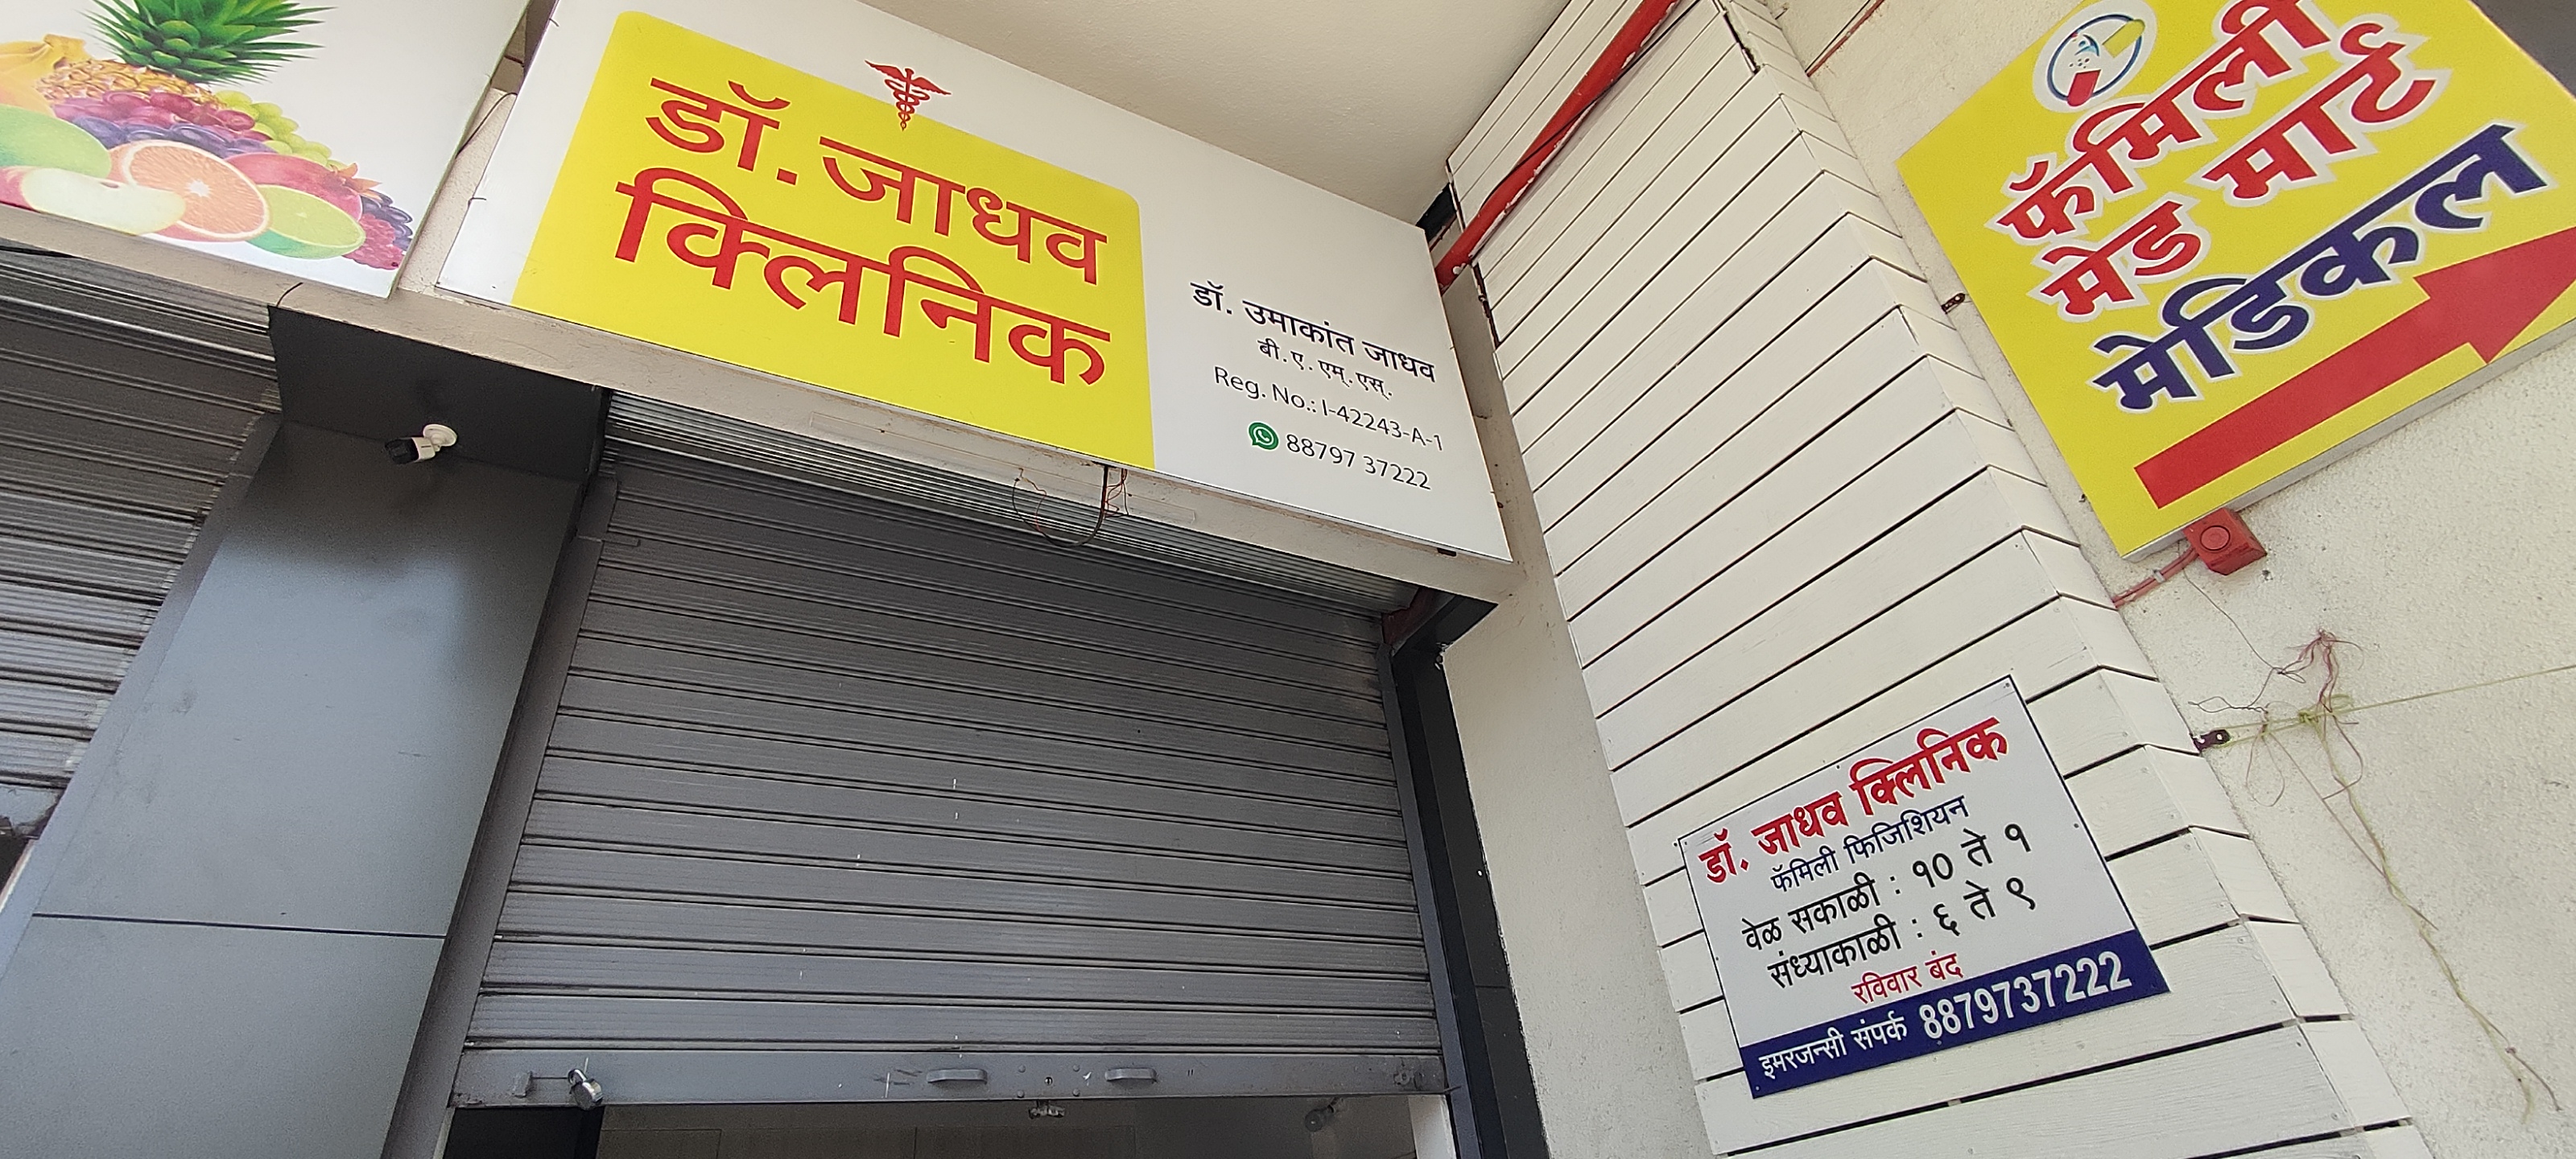 डॉ. जाधव
क्लिनिक
डॉ. उमाकांत जाधव
बी. ए. एम्. एस्.
Reg. No.: I-42243-A-1
88797 37222
फॅमिली
मेड मार्ट
मेडिकल
डॉ. जाधव क्लिनिक
फॅमिली फिजिशियन
वेळ सकाळी : १० ते १
संध्याकाळी : ६ ते ९
रविवार बंद
इमरजन्सी संपर्क 8879737222